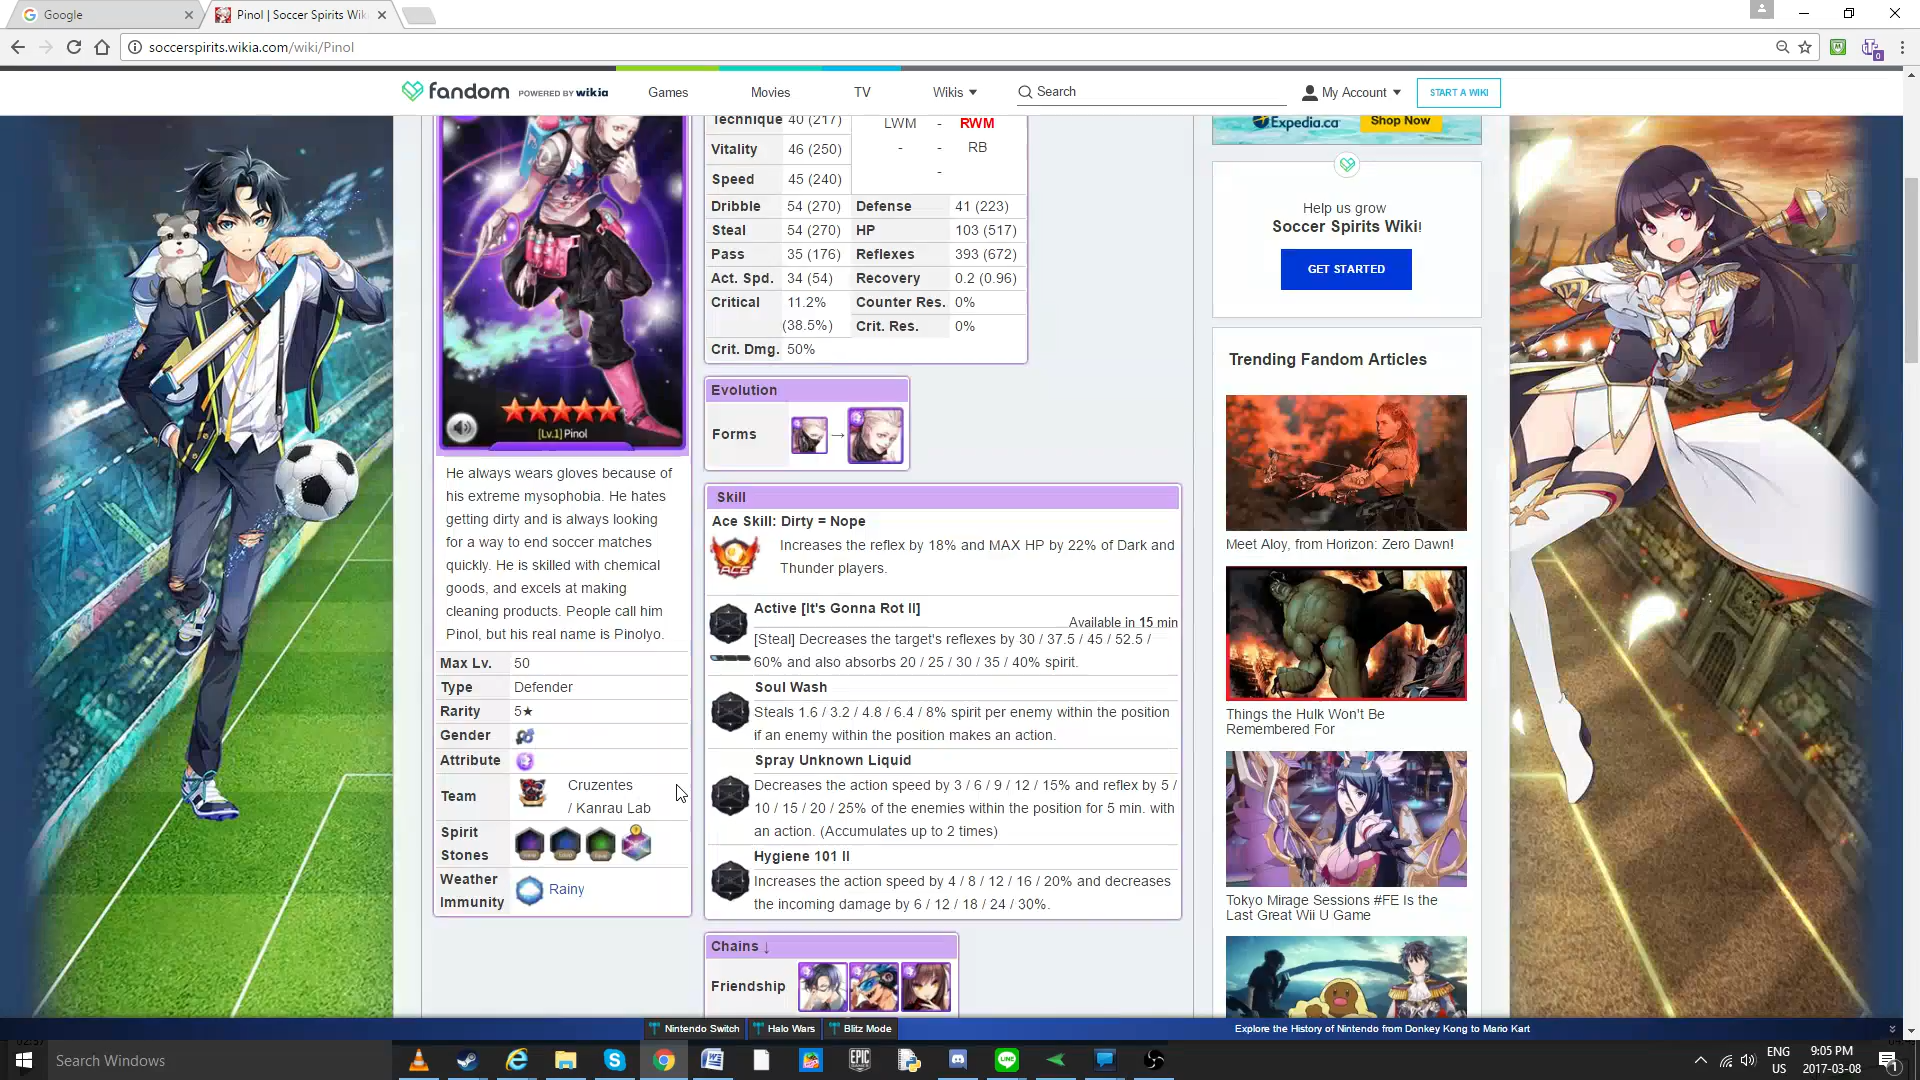 Google
Pinol | Soccer Spirits Wik
soccerspirits.wikia.com/wiki/Pinol
fandom POWERED BY wikia
Games
Movies
TV
Wikis
Search
My Account
START A WIKI
Technique 40 (217)
Vitality 46 (250)
Speed 45 (240)
LWM - RWM
- - RB
-
Dribble 54 (270) Defense 41 (223)
Steal 54 (270) HP 103 (517)
Pass 35 (176) Reflexes 393 (672)
Act. Spd. 34 (54) Recovery 0.2 (0.96)
Critical 11.2% Counter Res. 0%
(38.5%) Crit. Res. 0%
Crit. Dmg. 50%
[Lv.1] Pinol
Evolution
Forms →
He always wears gloves because of
his extreme mysophobia. He hates
getting dirty and is always looking
for a way to end soccer matches
quickly. He is skilled with chemical
goods, and excels at making
cleaning products. People call him
Pinol, but his real name is Pinolyo.
Max Lv. 50
Type Defender
Rarity 5★
Gender
Attribute
Team Cruzentes
/ Kanrau Lab
Spirit
Stones
Weather
Immunity
Rainy
Skill
Ace Skill: Dirty = Nope
ACE
Increases the reflex by 18% and MAX HP by 22% of Dark and
Thunder players.
Active [It's Gonna Rot II]
Available in 15 min
[Steal] Decreases the target's reflexes by 30 / 37.5 / 45 / 52.5 /
60% and also absorbs 20 / 25 / 30 / 35 / 40% spirit.
Soul Wash
Steals 1.6 / 3.2 / 4.8 / 6.4 / 8% spirit per enemy within the position
if an enemy within the position makes an action.
Spray Unknown Liquid
Decreases the action speed by 3 / 6 / 9 / 12 / 15% and reflex by 5 /
10 / 15 / 20 / 25% of the enemies within the position for 5 min. with
an action. (Accumulates up to 2 times)
Hygiene 101 II
Increases the action speed by 4 / 8 / 12 / 16 / 20% and decreases
the incoming damage by 6 / 12 / 18 / 24 / 30%.
Chains ↓
Friendship
Expedia.ca
Shop Now
Help us grow
Soccer Spirits Wiki!
GET STARTED
Trending Fandom Articles
Meet Aloy, from Horizon: Zero Dawn!
Things the Hulk Won't Be
Remembered For
Tokyo Mirage Sessions #FE Is the
Last Great Wii U Game
Nintendo Switch
Halo Wars
Blitz Mode
Explore the History of Nintendo from Donkey Kong to Mario Kart
Search Windows
EPIC
LINE
ENG
US
9:05 PM
2017-03-08